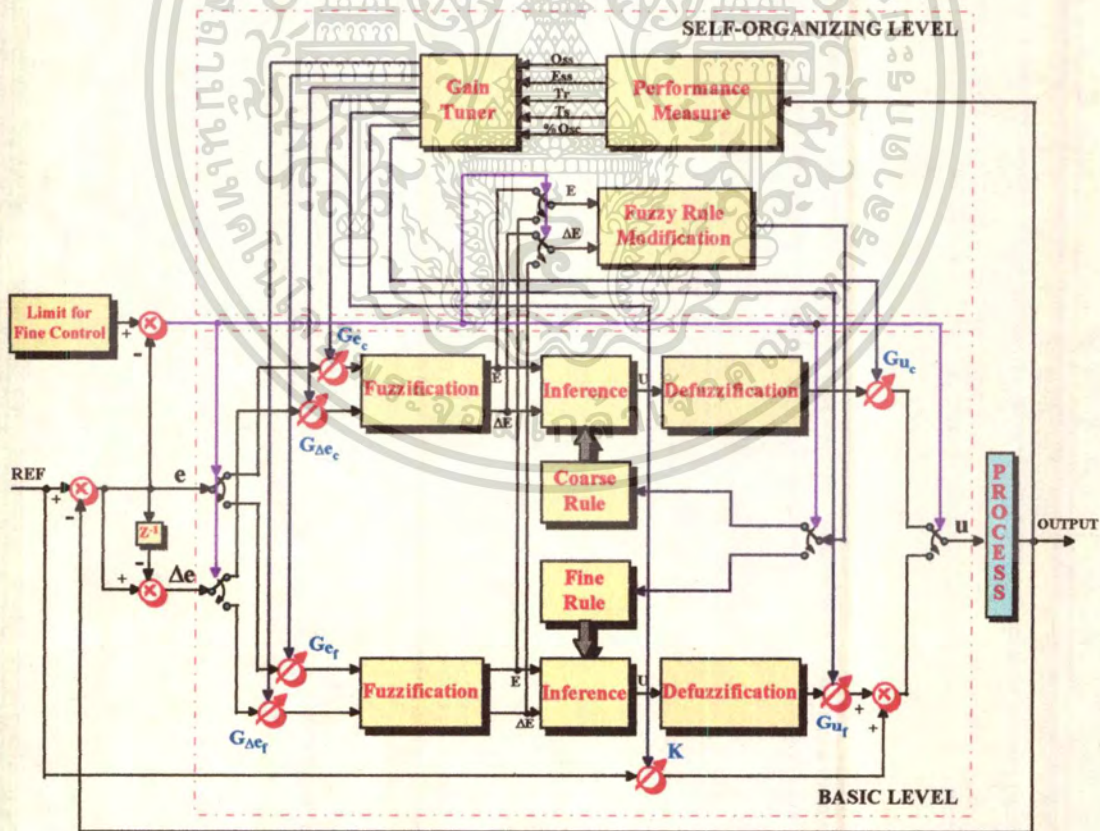 SELF-ORGANIZING LEVEL
Gain
Tuner
Oss
Ess
Tr
Ts
%Osc
Performance
Measure
E
ΔE
Fuzzy Rule
Modification
Limit for
Fine Control
+
-
Ge_c
G_Δe_c
Fuzzification
E
ΔE
Inference
U
Defuzzification
Gu_c
REF
+
-
e
Z⁻¹
-
+
Δe
Coarse
Rule
Fine
Rule
u
PROCESS
OUTPUT
Ge_f
G_Δe_f
Fuzzification
E
ΔE
Inference
U
Defuzzification
Gu_f
+
+
K
BASIC LEVEL